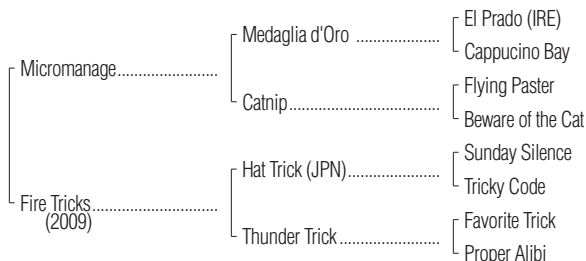 El Prado (IRE)
Medaglia d'Oro ....................
Cappucino Bay
Micromanage........................
Flying Paster
Catnip.....................................
Beware of the Cat
Sunday Silence
Hat Trick (JPN)......................
Tricky Code
Fire Tricks..............................
(2009)
Favorite Trick
Thunder Trick........................
Proper Alibi